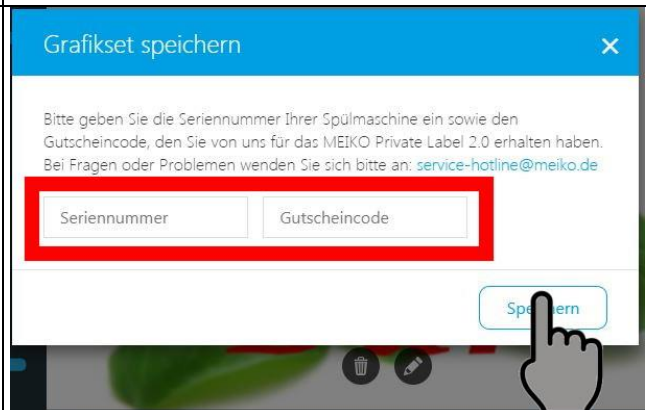 Grafikset speichern
Bitte geben Sie die Seriennummer Ihrer Spülmaschine ein sowie den
Gutscheincode, den Sie von uns für das MEIKO Private Label 2.0 erhalten haben.
Bei Fragen oder Problemen wenden Sie sich bitte an: service-hotline@meiko.de
Seriennummer
Gutscheincode